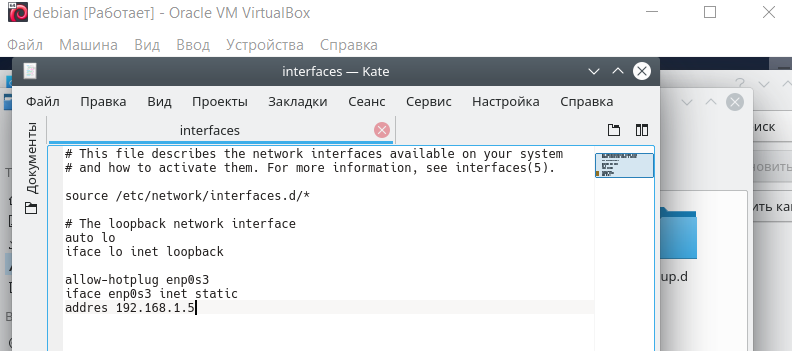 debian [Работает] - Oracle VM VirtualBox
Файл Машина Вид Ввод Устройства Справка
interfaces — Kate
Файл Правка Вид Проекты Закладки Сеанс Сервис Настройка Справка
interfaces
Документы
# This file describes the network interfaces available on your system
# and how to activate them. For more information, see interfaces(5).
source /etc/network/interfaces.d/*
# The loopback network interface
auto lo
iface lo inet loopback
allow-hotplug enp0s3
iface enp0s3 inet static
addres 192.168.1.5
иск
овить
ить как
up.d